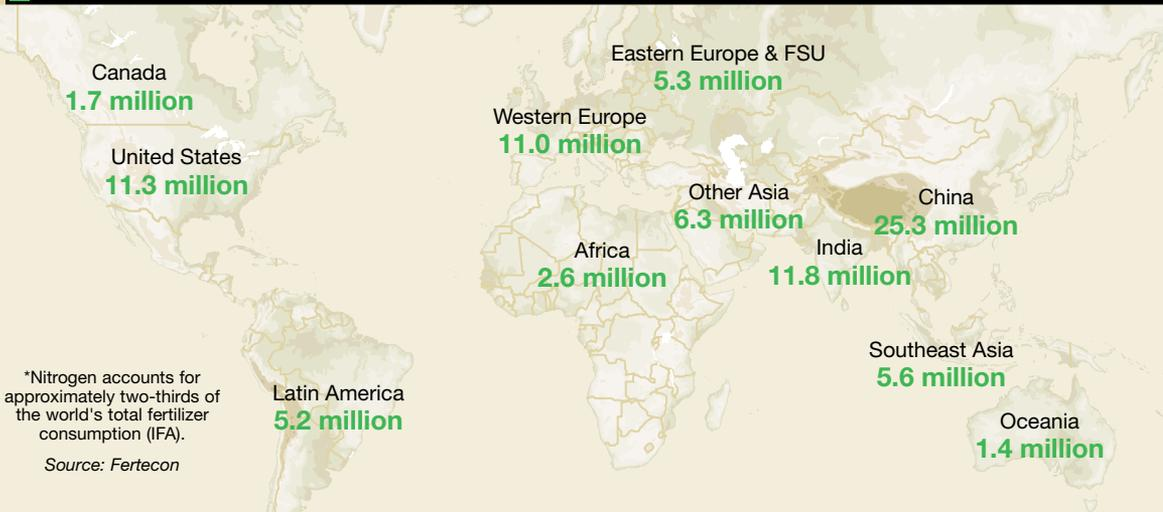 Canada
1.7 million
United States
11.3 million
Eastern Europe & FSU
5.3 million
Western Europe
11.0 million
Other Asia
6.3 million
China
25.3 million
Africa
2.6 million
India
11.8 million
Southeast Asia
5.6 million
Latin America
5.2 million
Oceania
1.4 million
*Nitrogen accounts for
approximately two-thirds of
the world's total fertilizer
consumption (IFA).
Source: Fertecon